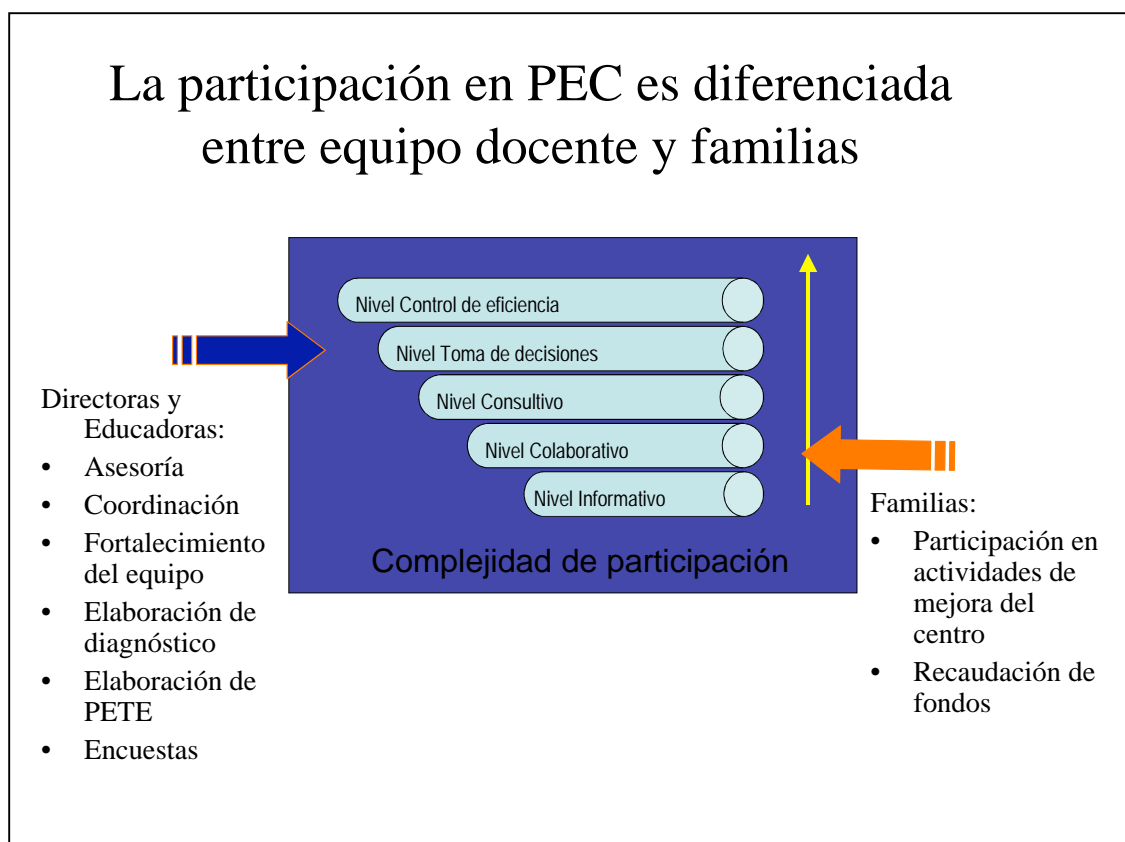 La participación en PEC es diferenciada
entre equipo docente y familias
Nivel Control de eficiencia
Nivel Toma de decisiones
Nivel Consultivo
Nivel Colaborativo
Nivel Informativo
Complejidad de participación
Directoras y
Educadoras:
• Asesoría
• Coordinación
• Fortalecimiento
del equipo
• Elaboración de
diagnóstico
• Elaboración de
PETE
• Encuestas
Familias:
• Participación en
actividades de
mejora del
centro
• Recaudación de
fondos